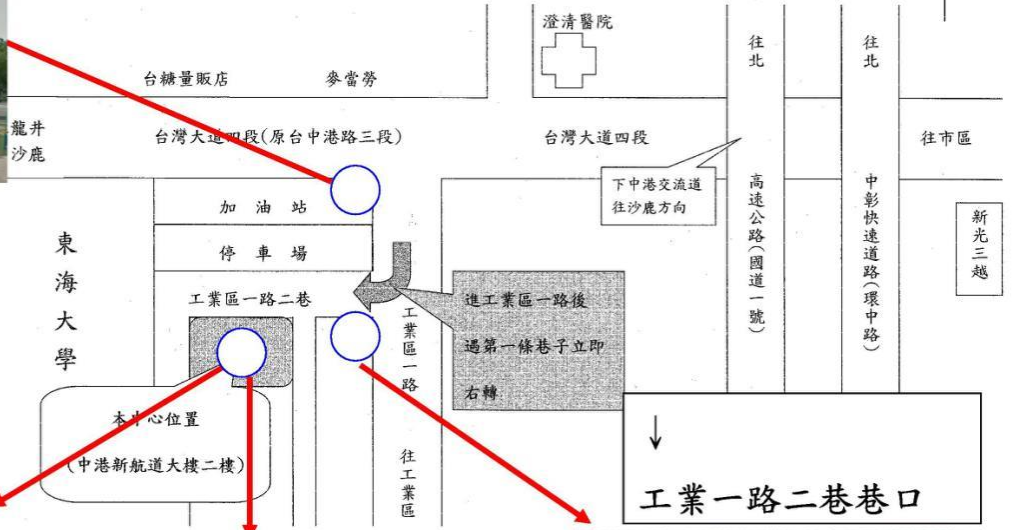 澄清醫院
台糖量販店
麥當勞
往北
往北
龍井
沙鹿
台灣大道四段(原台中港路三段)
台灣大道四段
往市區
下中港交流道
往沙鹿方向
高速公路(國道一號)
中彰快速道路(環中路)
新光三越
加油站
停車場
東海大學
工業區一路二巷
工業區一路
進工業區一路後
遇第一條巷子立即
右轉
本中心位置
(中港新航道大樓二樓)
往工業區
↓
工業一路二巷巷口